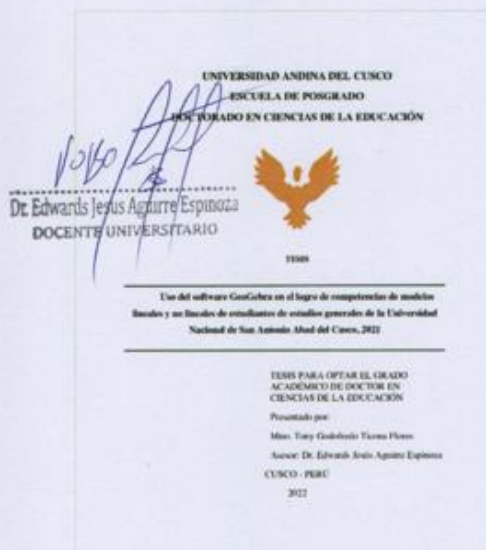 UNIVERSIDAD ANDINA DEL CUSCO
ESCUELA DE POSGRADO
DOCTORADO EN CIENCIAS DE LA EDUCACIÓN
VoBo
Dr. Edwards Jesus Aguirre Espinoza
DOCENTE UNIVERSITARIO
TESIS
Uso del software GeoGebra en el logro de competencias de modelos
lineales y no lineales de estudiantes de estudios generales de la Universidad
Nacional de San Antonio Abad del Cusco, 2021
TESIS PARA OPTAR EL GRADO
ACADÉMICO DE DOCTOR EN
CIENCIAS DE LA EDUCACIÓN
Presentado por:
Mtro. Tony Godofredo Ticona Flores
Asesor: Dr. Edwards Jesús Aguirre Espinoza
CUSCO - PERÚ
2022